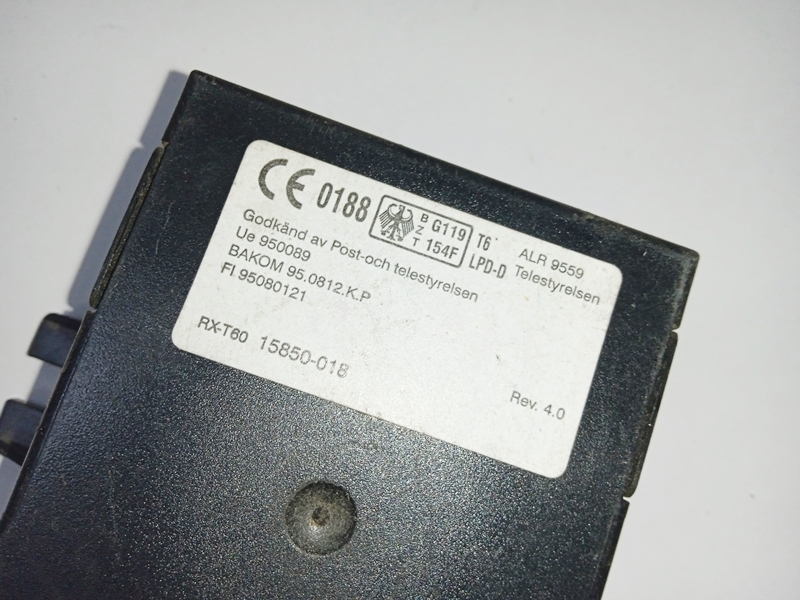 CE 0188 BZT G119 154F T6 LPD-D ALR 9559 Telestyrelsen
Godkänd av Post-och telestyrelsen
Ue 950089
BAKOM 95.0812.K.P
FI 95080121
RX-T60 15850-018
Rev. 4.0